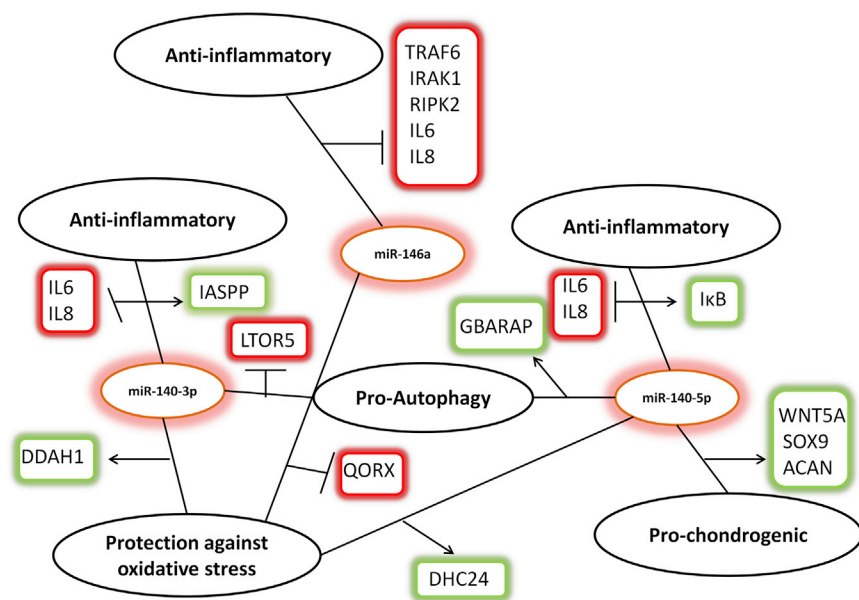 Anti-inflammatory
TRAF6
IRAK1
RIPK2
IL6
IL8
Anti-inflammatory
miR-146a
Anti-inflammatory
IL6
IL8
IASPP
IL6
IL8
IκB
GBARAP
LTOR5
miR-140-3p
Pro-Autophagy
miR-140-5p
WNT5A
SOX9
ACAN
DDAH1
QORX
Protection against
oxidative stress
Pro-chondrogenic
DHC24